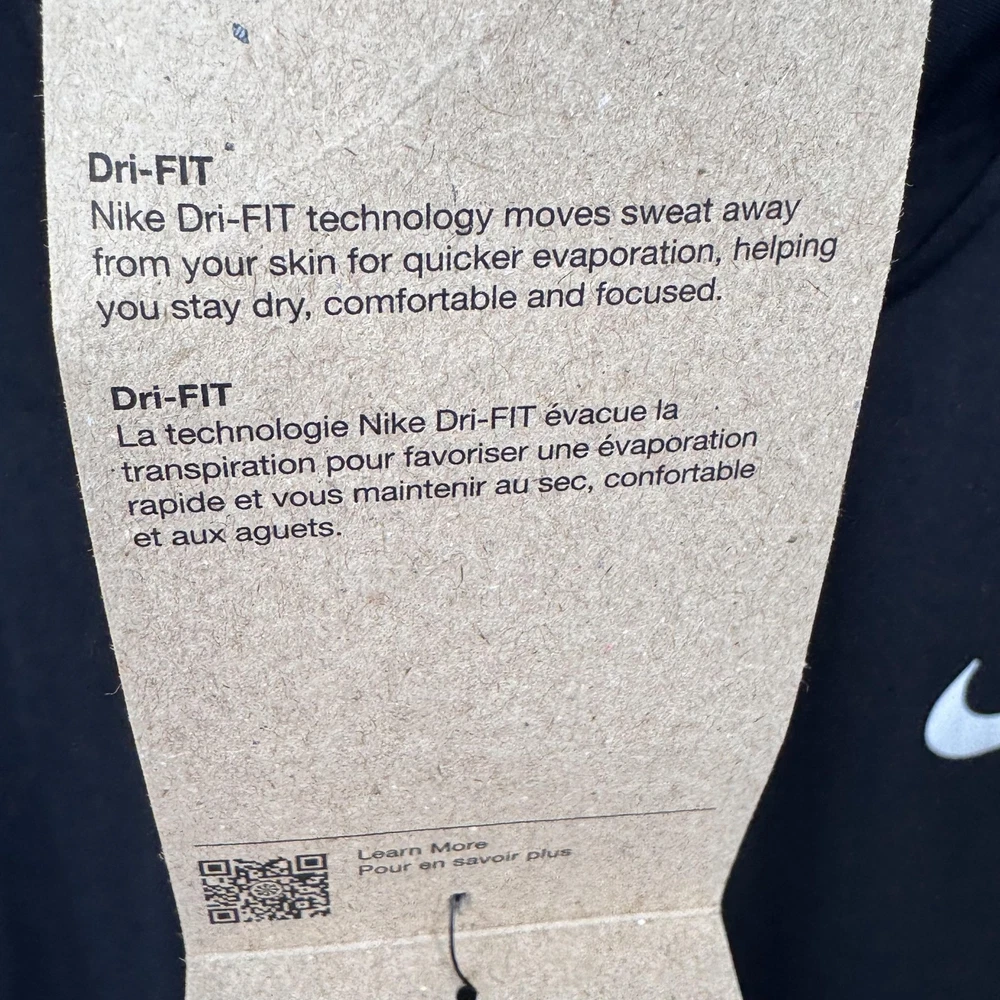 Dri-FIT
Nike Dri-FIT technology moves sweat away
from your skin for quicker evaporation, helping
you stay dry, comfortable and focused.
Dri-FIT
La technologie Nike Dri-FIT évacue la
transpiration pour favoriser une évaporation
rapide et vous maintenir au sec, confortable
et aux aguets.
Learn More
Pour en savoir plus